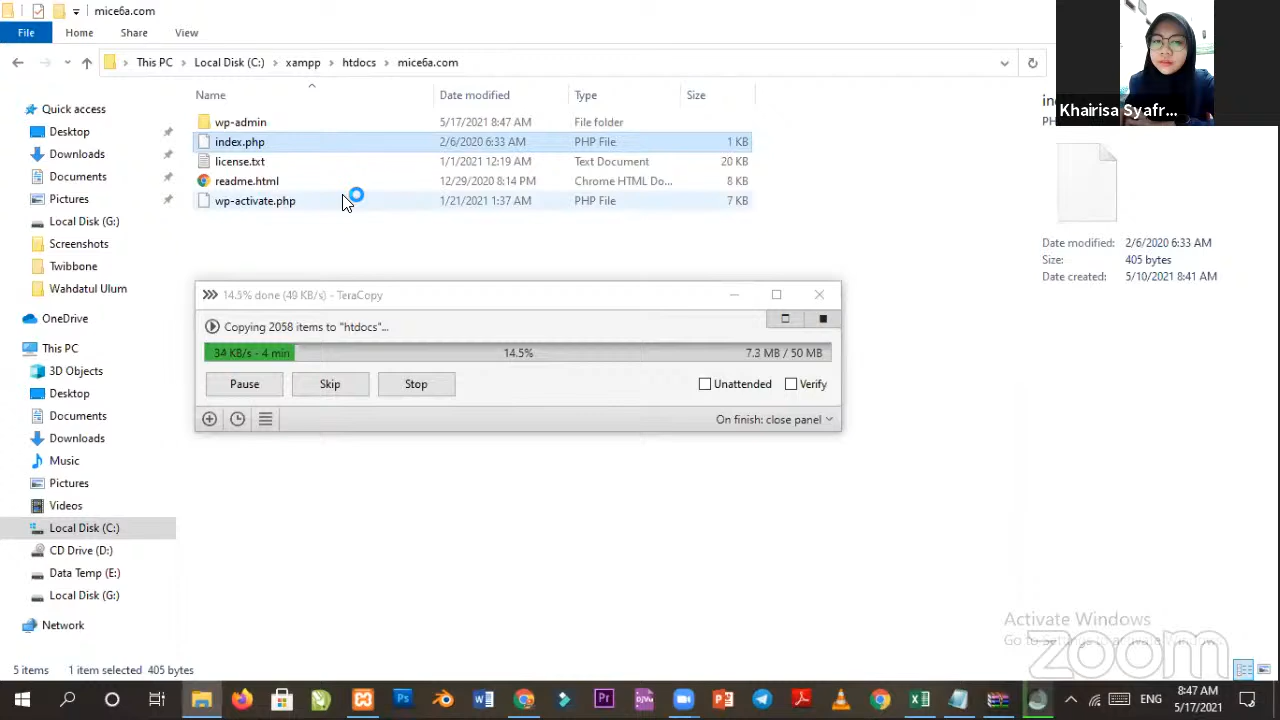 mice6a.com
File Home Share View
This PC Local Disk (C:) xampp htdocs mice6a.com
Name Date modified Type Size
wp-admin 5/17/2021 8:47 AM File folder
index.php 2/6/2020 6:33 AM PHP File 1 KB
license.txt 1/1/2021 12:19 AM Text Document 20 KB
readme.html 12/29/2020 8:14 PM Chrome HTML Do... 8 KB
wp-activate.php 1/21/2021 1:37 AM PHP File 7 KB
Quick access
Desktop
Downloads
Documents
Pictures
Local Disk (G:)
Screenshots
Twibbone
Wahdatul Ulum
OneDrive
This PC
3D Objects
Desktop
Documents
Downloads
Music
Pictures
Videos
Local Disk (C:)
CD Drive (D:)
Data Temp (E:)
Local Disk (G:)
Network
14.5% done (49 KB/s) - TeraCopy
Copying 2058 items to "htdocs"...
34 KB/s - 4 min 14.5% 7.3 MB / 50 MB
Pause Skip Stop Unattended Verify
On finish: close panel
Khairisa Syafr...
Date modified: 2/6/2020 6:33 AM
Size: 405 bytes
Date created: 5/10/2021 8:41 AM
Activate Windows
zoom
5 items 1 item selected 405 bytes
ENG
8:47 AM
5/17/2021